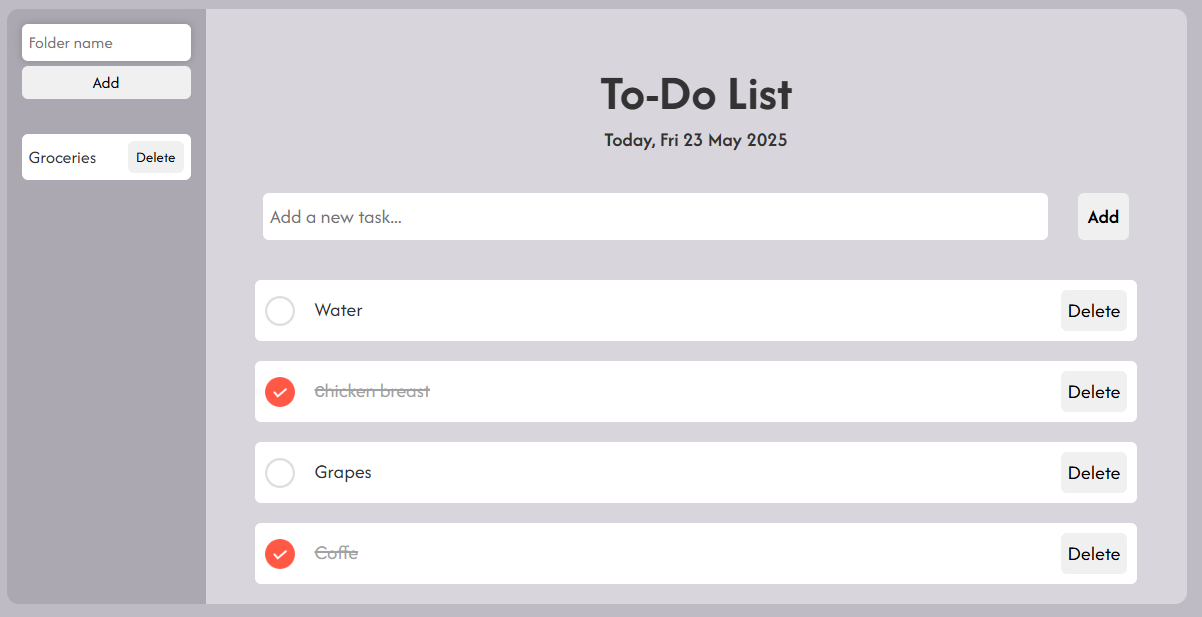 Folder name
Add
Groceries
Delete
To-Do List
Today, Fri 23 May 2025
Add a new task...
Add
Water
Delete
Chicken breast
Delete
Grapes
Delete
Coffe
Delete